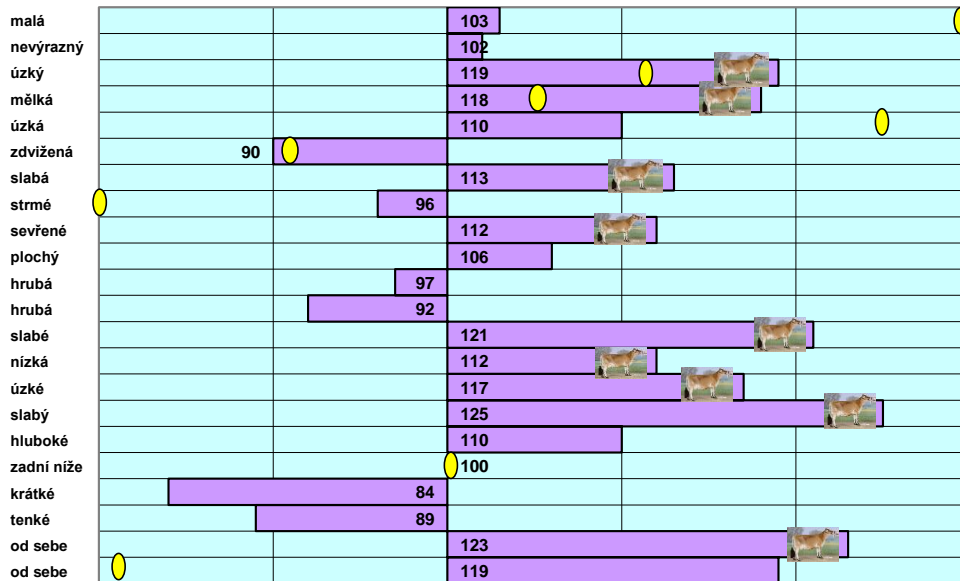 malá 103
nevýrazný 102
úzký 119
mělká 118
úzká 110
zdvižená 90
slabá 113
strmé 96
sevřené 112
plochý 106
hrubá 97
hrubá 92
slabé 121
nízká 112
úzké 117
slabý 125
hluboké 110
zadní níže 100
krátké 84
tenké 89
od sebe 123
od sebe 119